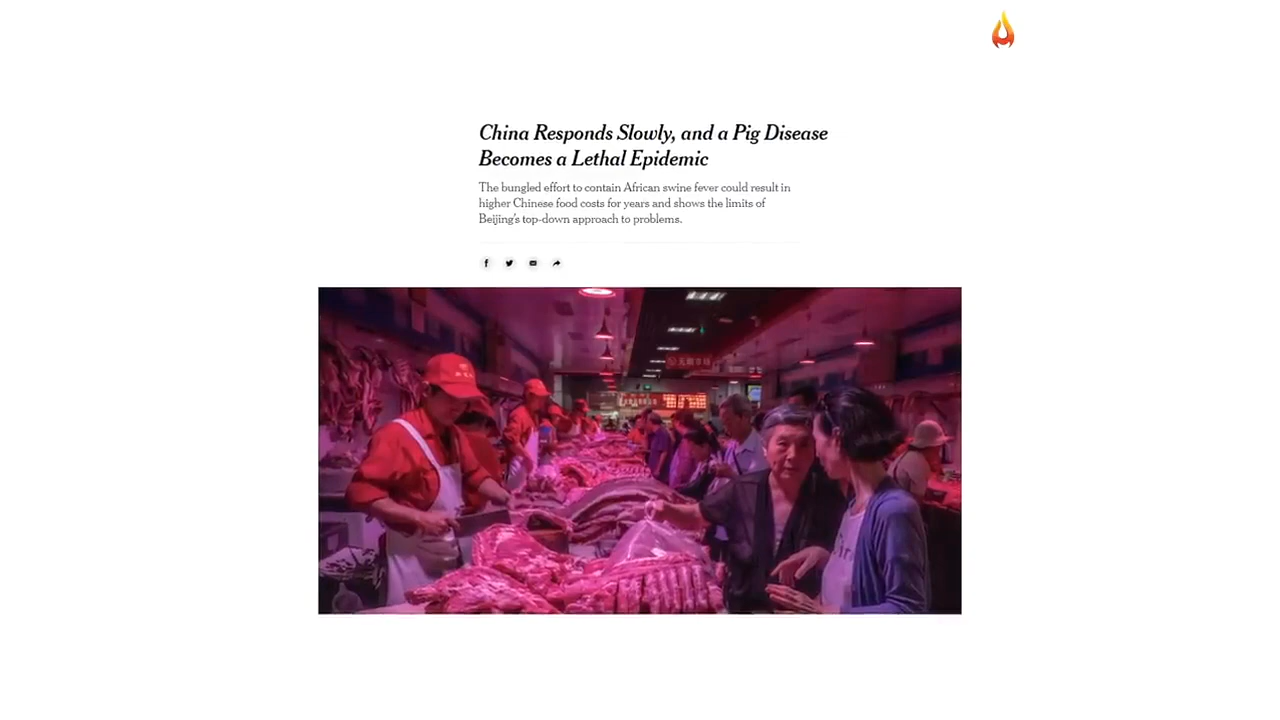 China Responds Slowly, and a Pig Disease
Becomes a Lethal Epidemic
The bungled effort to contain African swine fever could result in
higher Chinese food costs for years and shows the limits of
Beijing's top-down approach to problems.